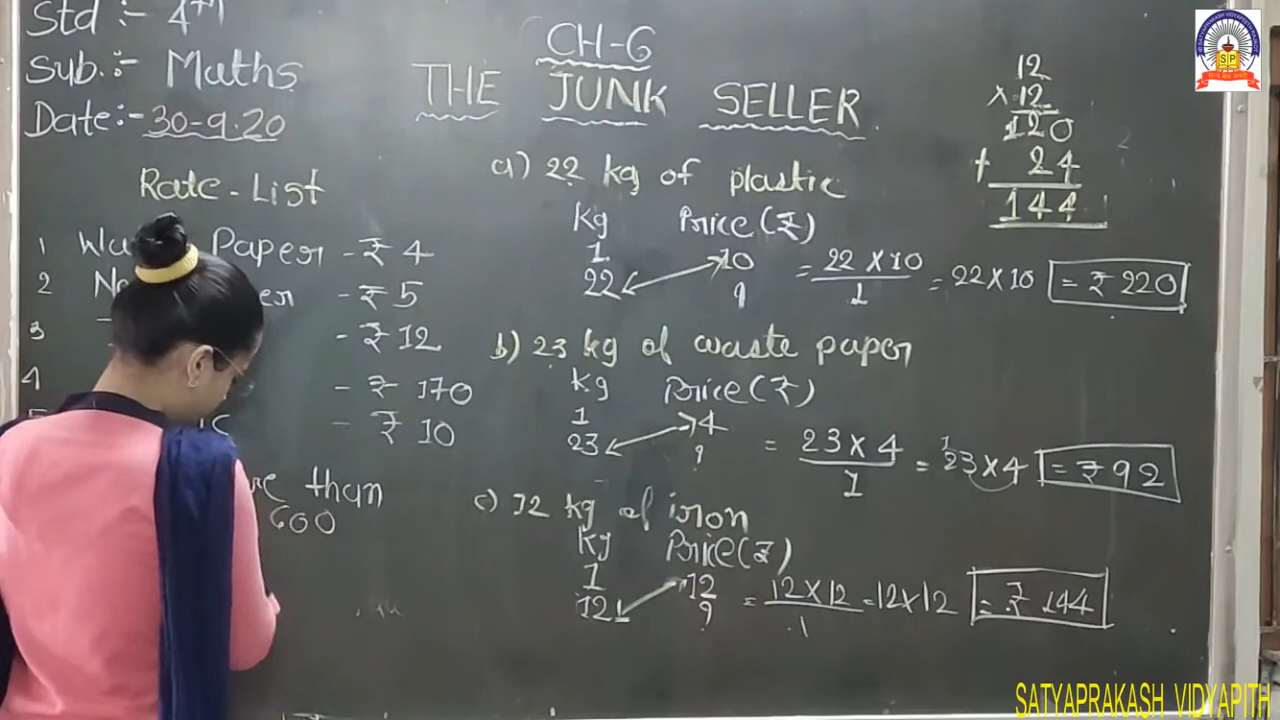 Std :- 4th
Sub. :- Maths
Date :- 30-9-20
CH-6
THE JUNK SELLER
Rate - List
1 Paper - ₹ 4
2 - ₹ 5
3 - ₹ 12
4 - ₹ 170
- ₹ 10
than
600
a) 22 kg of plastic
Kg Price (₹)
1 10
22 ? = 22 × 10 / 1 = 22 × 10 = ₹ 220
b) 23 kg of waste paper
Kg Price (₹)
1 4
23 ? = 23 × 4 / 1 = 23 × 4 = ₹ 92
c) 12 kg of iron
Kg Price (₹)
1 12
12 ? = 12 × 12 / 1 = 12 × 12 = ₹ 144
12
× 12
120
+ 24
144
SP
SATYAPRAKASH VIDYAPITH